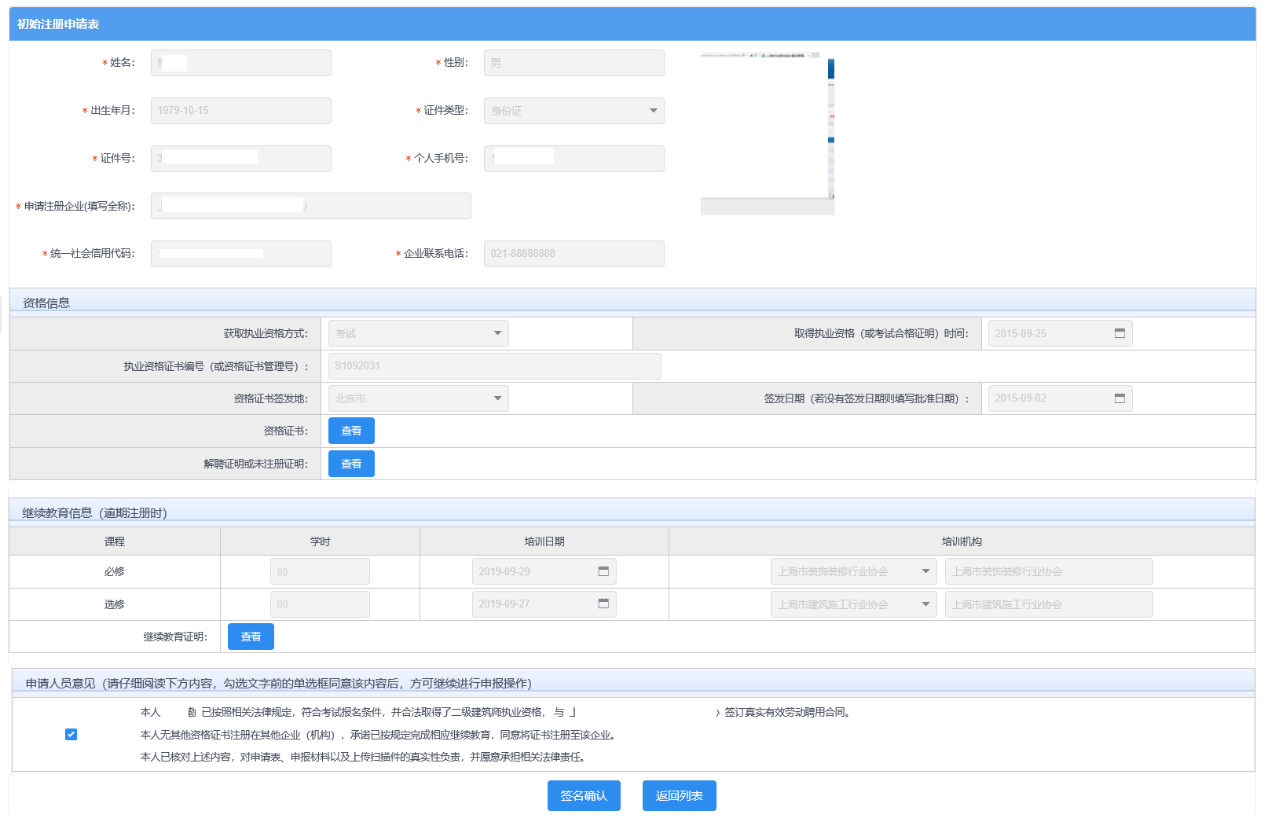 初始注册申请表
* 姓名: * 性别: 男
* 出生年月: 1979-10-15 * 证件类型: 身份证
* 证件号: 3 * 个人手机号: 1
* 申请注册企业(填写全称): 上
* 统一社会信用代码: * 企业联系电话: 021-88888888
资格信息
获取执业资格方式: 考试 取得执业资格（或考试合格证明）时间: 2015-09-25
执业资格证书编号（或资格证书管理号）: S1092031
资格证书签发地: 北京市 签发日期（若没有签发日期则填写批准日期）: 2015-09-02
资格证书: 查看
解聘证明或未注册证明: 查看
继续教育信息（逾期注册时）
课程 学时 培训日期 培训机构
必修 80 2019-09-29 上海市装饰装修行业协会 上海市装饰装修行业协会
选修 80 2019-09-27 上海市建筑施工行业协会 上海市建筑施工行业协会
继续教育证明: 查看
申请人员意见（请仔细阅读下方内容，勾选文字前的单选框同意该内容后，方可继续进行申报操作）
本人 勤 已按照相关法律规定，符合考试报名条件，并合法取得了二级建筑师执业资格，与 签订真实有效劳动聘用合同。
本人无其他资格证书注册在其他企业（机构），承诺已按规定完成相应继续教育，同意将证书注册至该企业。
本人已核对上述内容，对申请表、申报材料以及上传扫描件的真实性负责，并愿意承担相关法律责任。
签名确认 返回列表